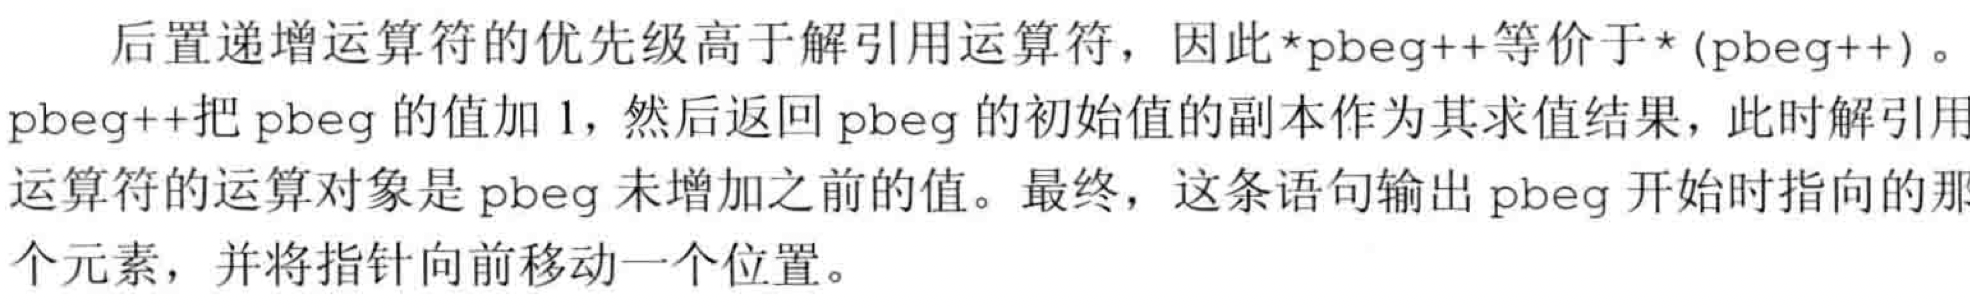 后置递增运算符的优先级高于解引用运算符，因此*pbeg++等价于*(pbeg++)。
pbeg++把 pbeg 的值加 1，然后返回 pbeg 的初始值的副本作为其求值结果，此时解引用
运算符的运算对象是 pbeg 未增加之前的值。最终，这条语句输出 pbeg 开始时指向的那
个元素，并将指针向前移动一个位置。